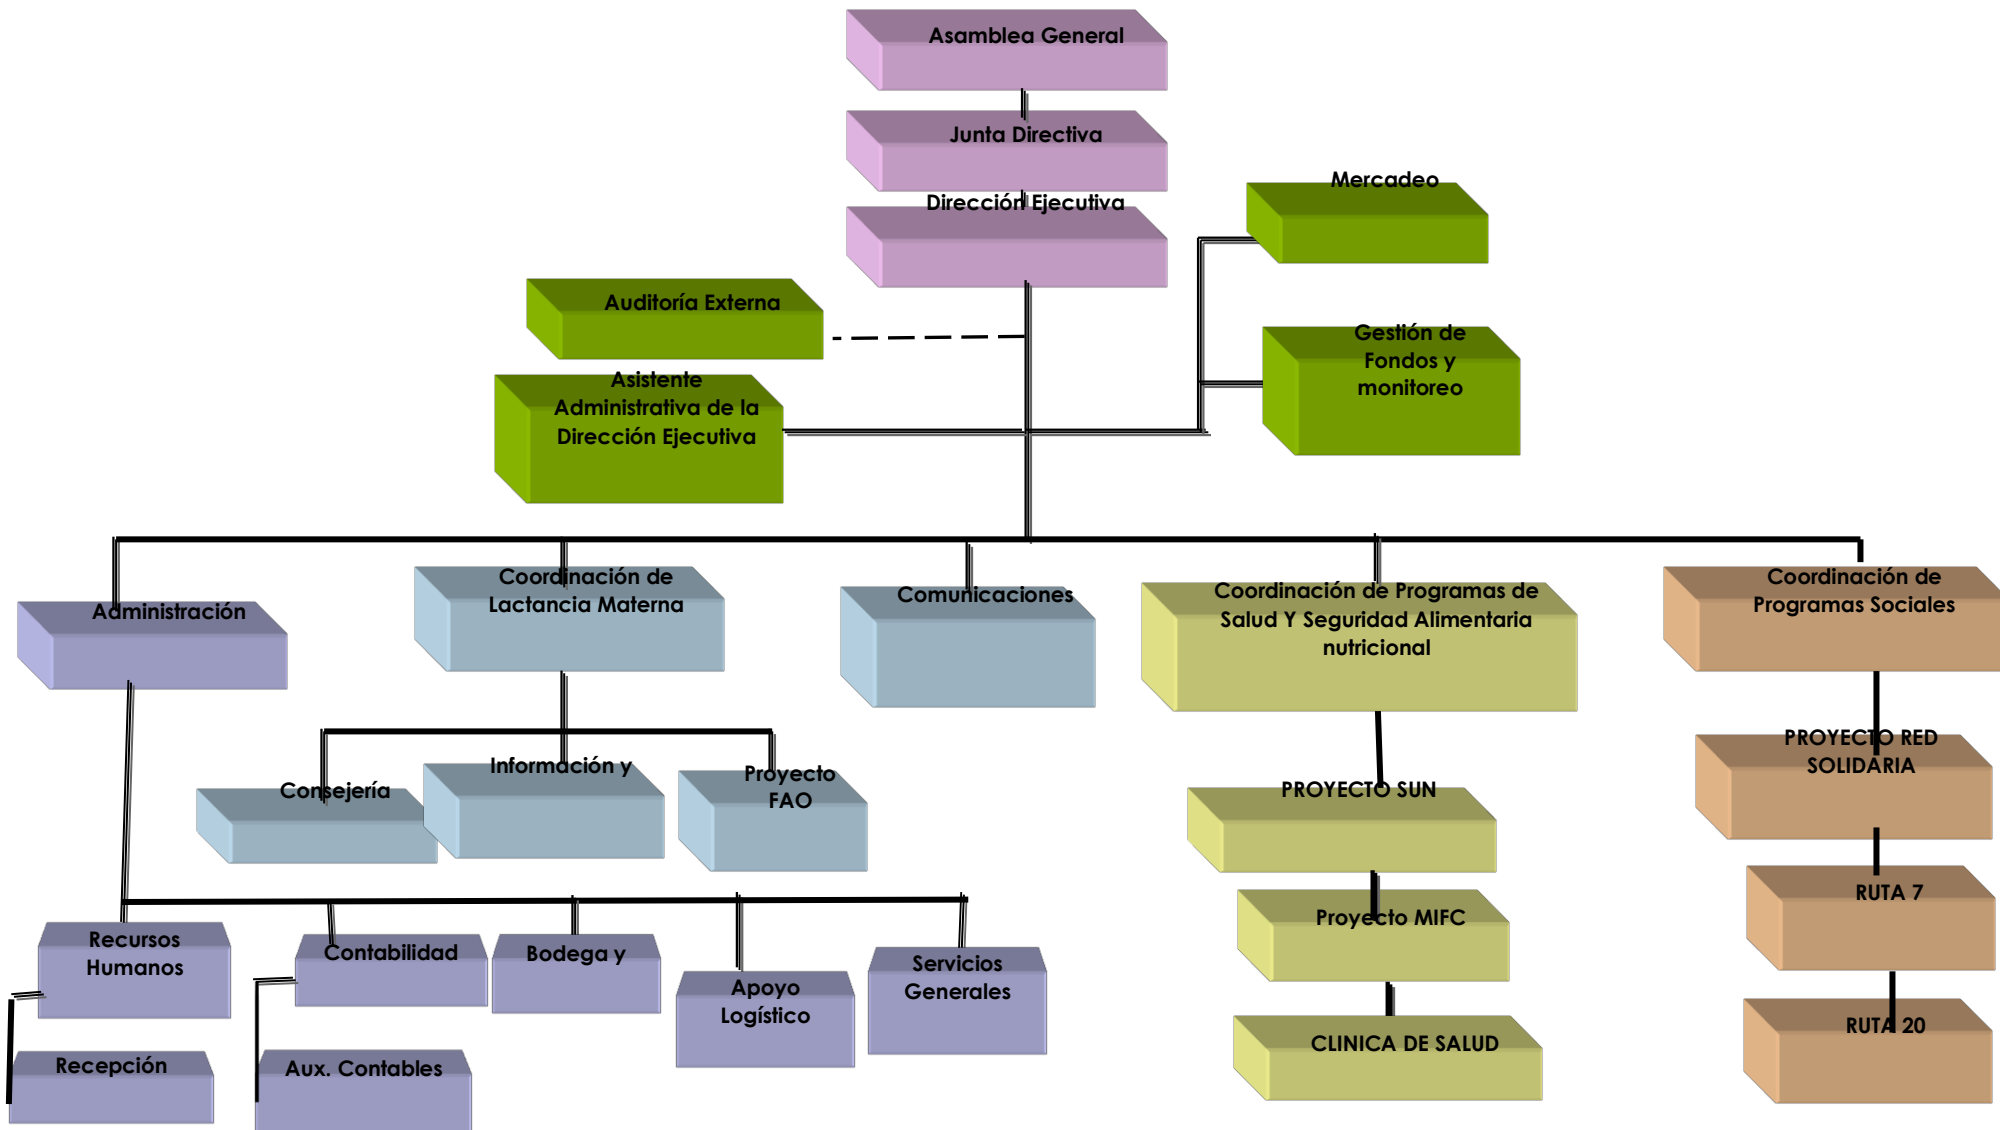 Asamblea General
Junta Directiva
Dirección Ejecutiva
Mercadeo
Auditoría Externa
Gestión de
Fondos y
monitoreo
Asistente
Administrativa de la
Dirección Ejecutiva
Administración
Coordinación de
Lactancia Materna
Comunicaciones
Coordinación de Programas de
Salud Y Seguridad Alimentaria
nutricional
Coordinación de
Programas Sociales
Consejería
Información y
Proyecto
FAO
PROYECTO SUN
PROYECTO RED
SOLIDARIA
Proyecto MIFC
RUTA 7
Recursos
Humanos
Contabilidad
Bodega y
Apoyo
Logístico
Servicios
Generales
CLINICA DE SALUD
RUTA 20
Recepción
Aux. Contables